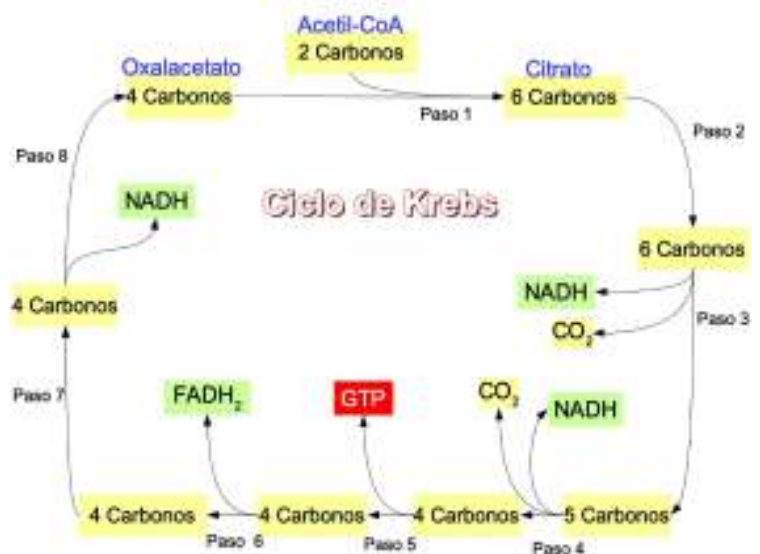 Acetil-CoA
2 Carbonos
Oxalacetato
4 Carbonos
Citrato
6 Carbonos
Paso 1
Paso 2
Paso 8
NADH
Ciclo de Krebs
6 Carbonos
NADH
CO₂
Paso 3
4 Carbonos
Paso 7
FADH₂
GTP
CO₂
NADH
4 Carbonos
4 Carbonos
4 Carbonos
5 Carbonos
Paso 6
Paso 5
Paso 4